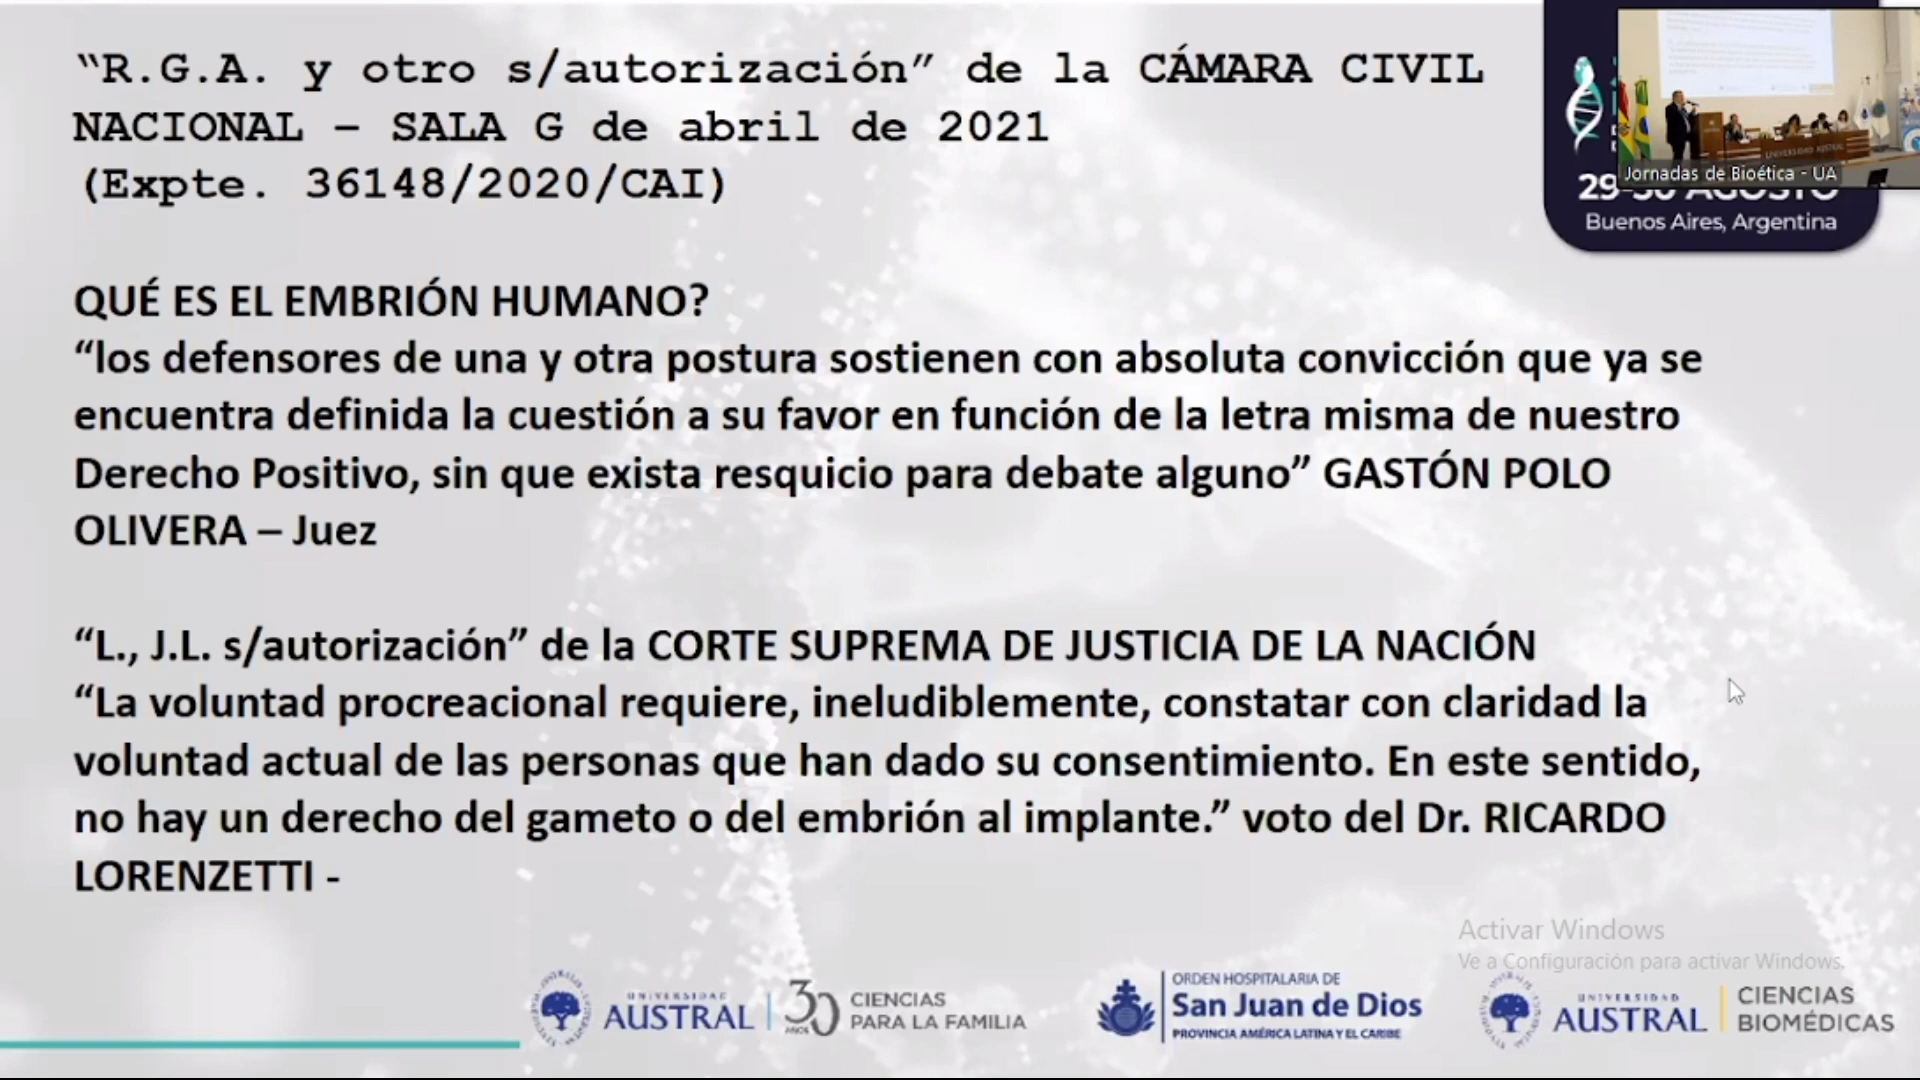 “R.G.A. y otro s/autorización” de la CÁMARA CIVIL
NACIONAL – SALA G de abril de 2021
(Expte. 36148/2020/CAI)
QUÉ ES EL EMBRIÓN HUMANO?
“los defensores de una y otra postura sostienen con absoluta convicción que ya se
encuentra definida la cuestión a su favor en función de la letra misma de nuestro
Derecho Positivo, sin que exista resquicio para debate alguno” GASTÓN POLO
OLIVERA – Juez
“L., J.L. s/autorización” de la CORTE SUPREMA DE JUSTICIA DE LA NACIÓN
“La voluntad procreacional requiere, ineludiblemente, constatar con claridad la
voluntad actual de las personas que han dado su consentimiento. En este sentido,
no hay un derecho del gameto o del embrión al implante.” voto del Dr. RICARDO
LORENZETTI -
Jornadas de Bioética - UA
29-30 AGOSTO
Buenos Aires, Argentina
Activar Windows
Ve a Configuración para activar Windows.
UNIVERSIDAD
AUSTRAL
30
AÑOS
CIENCIAS
PARA LA FAMILIA
ORDEN HOSPITALARIA DE
San Juan de Dios
PROVINCIA AMÉRICA LATINA Y EL CARIBE
UNIVERSIDAD
AUSTRAL
CIENCIAS
BIOMÉDICAS